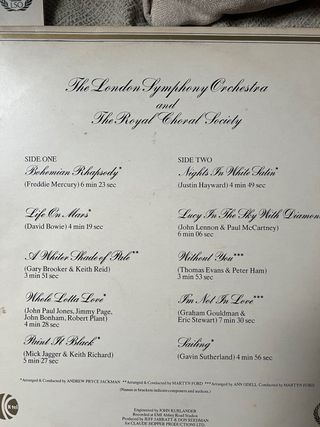 150
The London Symphony Orchestra
and
The Royal Choral Society
SIDE ONE
Bohemian Rhapsody*
(Freddie Mercury) 6 min 23 sec
Life On Mars*
(David Bowie) 4 min 19 sec
A Whiter Shade of Pale**
(Gary Brooker & Keith Reid)
3 min 51 sec
Whole Lotta Love*
(John Paul Jones, Jimmy Page,
John Bonham, Robert Plant)
4 min 28 sec
Paint It Black*
(Mick Jagger & Keith Richard)
5 min 27 sec
SIDE TWO
Nights In White Satin*
(Justin Hayward) 4 min 49 sec
Lucy In The Sky With Diamon
(John Lennon & Paul McCartney)
6 min 06 sec
Without You***
(Thomas Evans & Peter Ham)
3 min 53 sec
I'm Not In Love***
(Graham Gouldman &
Eric Stewart) 7 min 30 sec
Sailing*
(Gavin Sutherland) 4 min 56 sec
*Arranged & Conducted by ANDREW PRYCE JACKMAN **Arranged & Conducted by MARTYN FORD ***Arranged by ANN ODELL Conducted by MARTYN FORD
(Names in brackets indicate composers and authors)
Engineered by JOHN KURLANDER
Recorded at EMI Abbey Road Studios
Produced by JEFF JARRATT & DON REEDMAN
for CLAUDE HOPPER PRODUCTIONS LTD.
K-tel